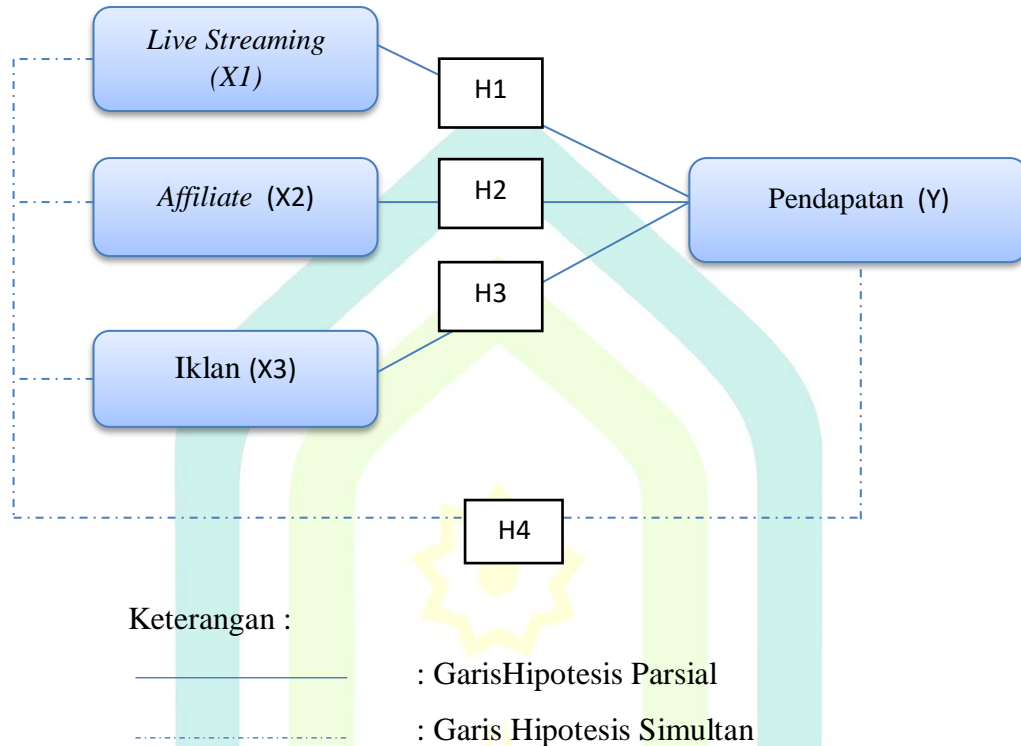 Live Streaming
(X1)
H1
Affiliate (X2)
H2
Pendapatan (Y)
H3
Iklan (X3)
H4
Keterangan :
: GarisHipotesis Parsial
: Garis Hipotesis Simultan